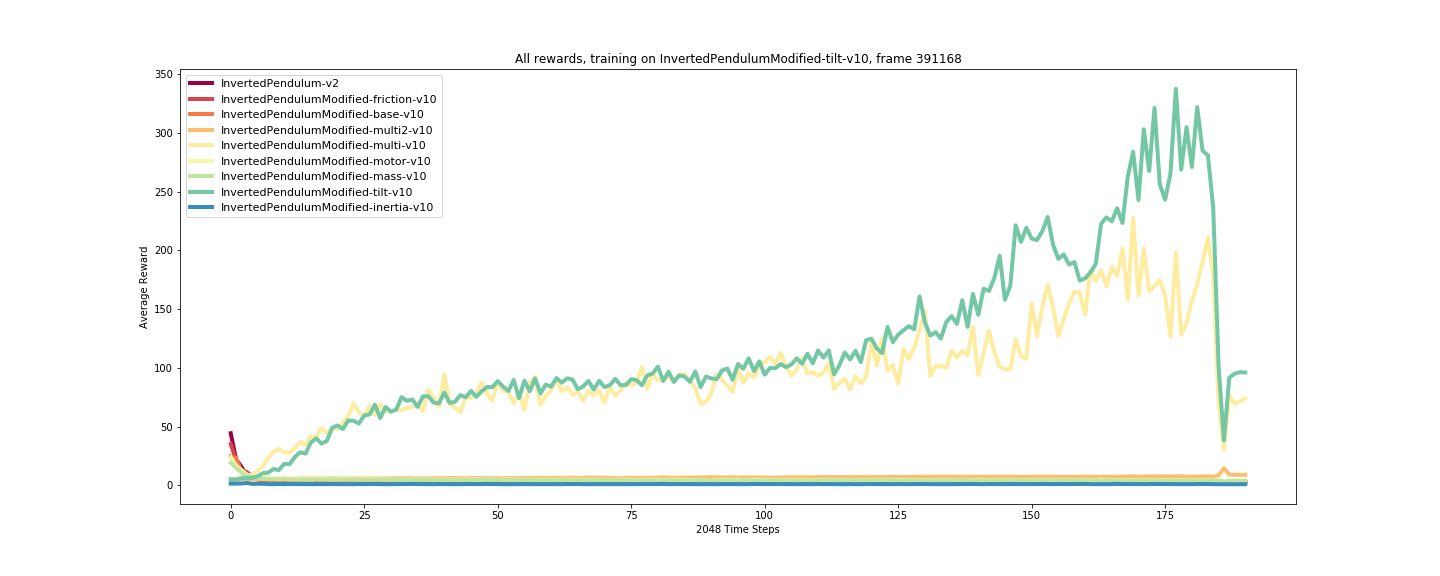 All rewards, training on InvertedPendulumModified-tilt-v10, frame 391168
350
300
250
200
150
100
50
0
Average Reward
InvertedPendulum-v2
InvertedPendulumModified-friction-v10
InvertedPendulumModified-base-v10
InvertedPendulumModified-multi2-v10
InvertedPendulumModified-multi-v10
InvertedPendulumModified-motor-v10
InvertedPendulumModified-mass-v10
InvertedPendulumModified-tilt-v10
InvertedPendulumModified-inertia-v10
0 25 50 75 100 125 150 175
2048 Time Steps